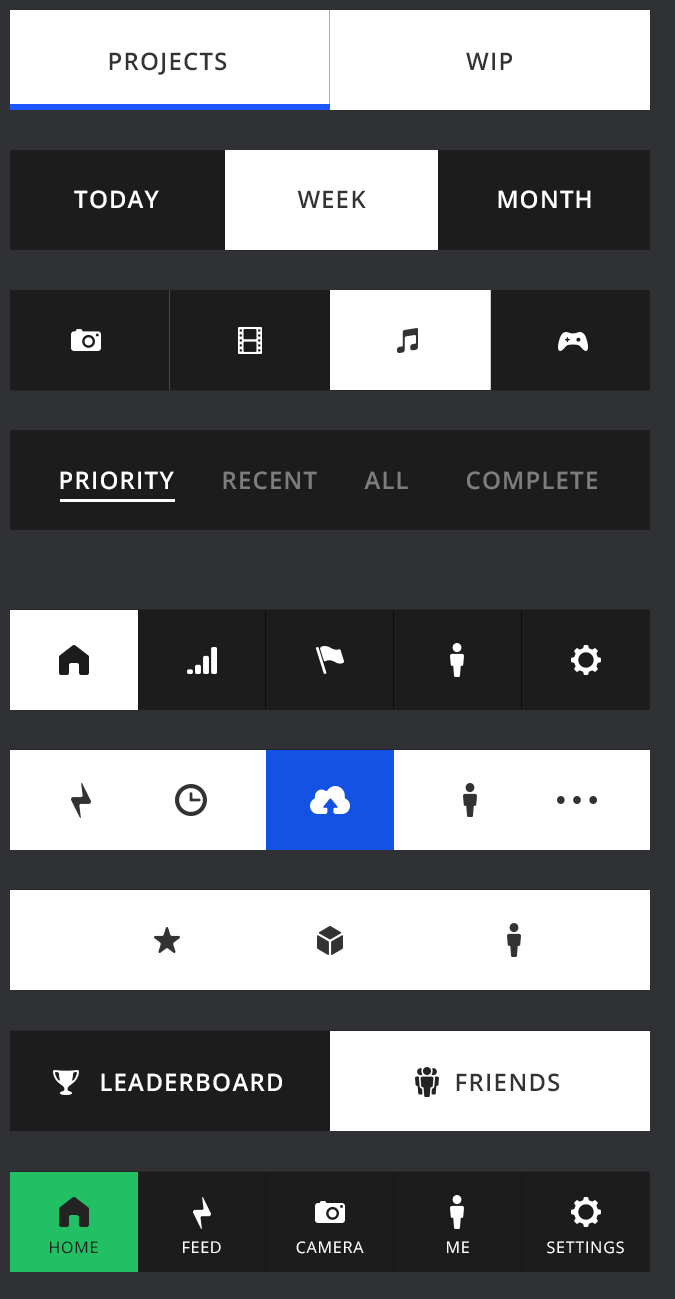 PROJECTS WIP
TODAY WEEK MONTH
PRIORITY RECENT ALL COMPLETE
LEADERBOARD FRIENDS
HOME FEED CAMERA ME SETTINGS